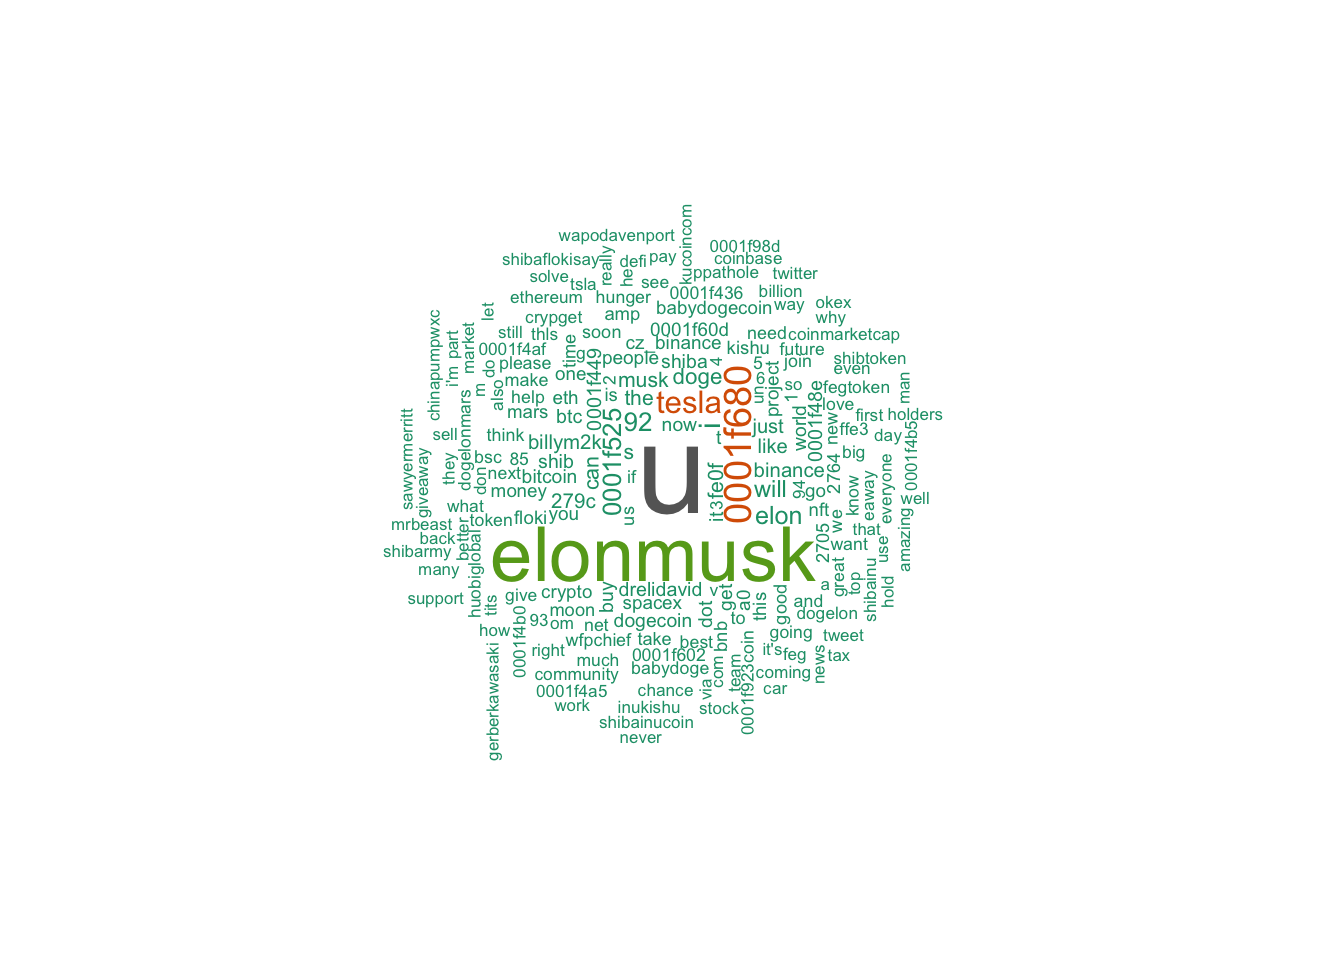 kucoincom
wapodavenport
0001f98d
shibaflokisay
really
he
defi
pay
coinbase
solve
tsla
see
ppathole
twitter
ethereum
hunger
0001f436
billion
let
crypget
amp
babydogecoin
way
okex
why
still
thls
soon
0001f60d
need
coinmarketcap
chinapumpwxc
i'm
part
market
0001f4af
time
g
people
cz_binance
kishu
future
shibtoken
do
please
one
0001f449
shiba
4
5
join
even
m
also
make
2
musk
doge
6
project
so
fegtoken
man
dogelonmars
help
eth
is
the
tesla
0001f680
un
1
0001f48e
love
sawyermerritt
mars
btc
92
now
i
just
world
new
first
holders
sell
think
billym2k
0001f525
t
like
ffe3
day
0001f4b5
they
don
bsc
85
shib
s
u
big
giveaway
next
bitcoin
can
if
fe0f
binance
2764
know
eaway
everyone
money
279c
us
3
will
94
go
well
what
token
floki
you
it
elon
nft
we
that
amazing
mrbeast
back
better
huobiglobal
elonmusk
2705
want
use
shibarmy
many
great
top
shibainu
hold
support
tits
give
crypto
buy
drelidavid
v
get
a0
this
good
a
and
0001f4b0
moon
spacex
dot
bnb
to
dogelon
how
93
om
net
dogecoin
coin
going
tweet
gerberkawasaki
right
wfpchief
take
best
it's
feg
news
tax
much
0001f602
com
team
community
babydoge
via
0001f923
coming
0001f4a5
chance
car
work
inukishu
stock
shibainucoin
never